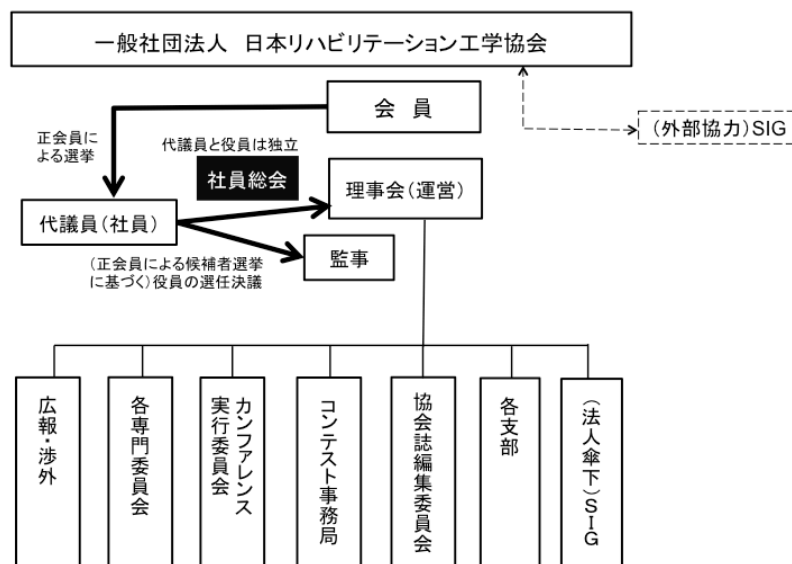 一般社団法人 日本リハビリテーション工学協会
会 員
(外部協力)SIG
正会員に
よる選挙
代議員と役員は独立
社員総会
理事会(運営)
代議員(社員)
監事
(正会員による候補者選挙
に基づく)役員の選任決議
広報・渉外
各専門委員会
カンファレンス
実行委員会
コンテスト事務局
協会誌編集委員会
各支部
(法人傘下)SIG